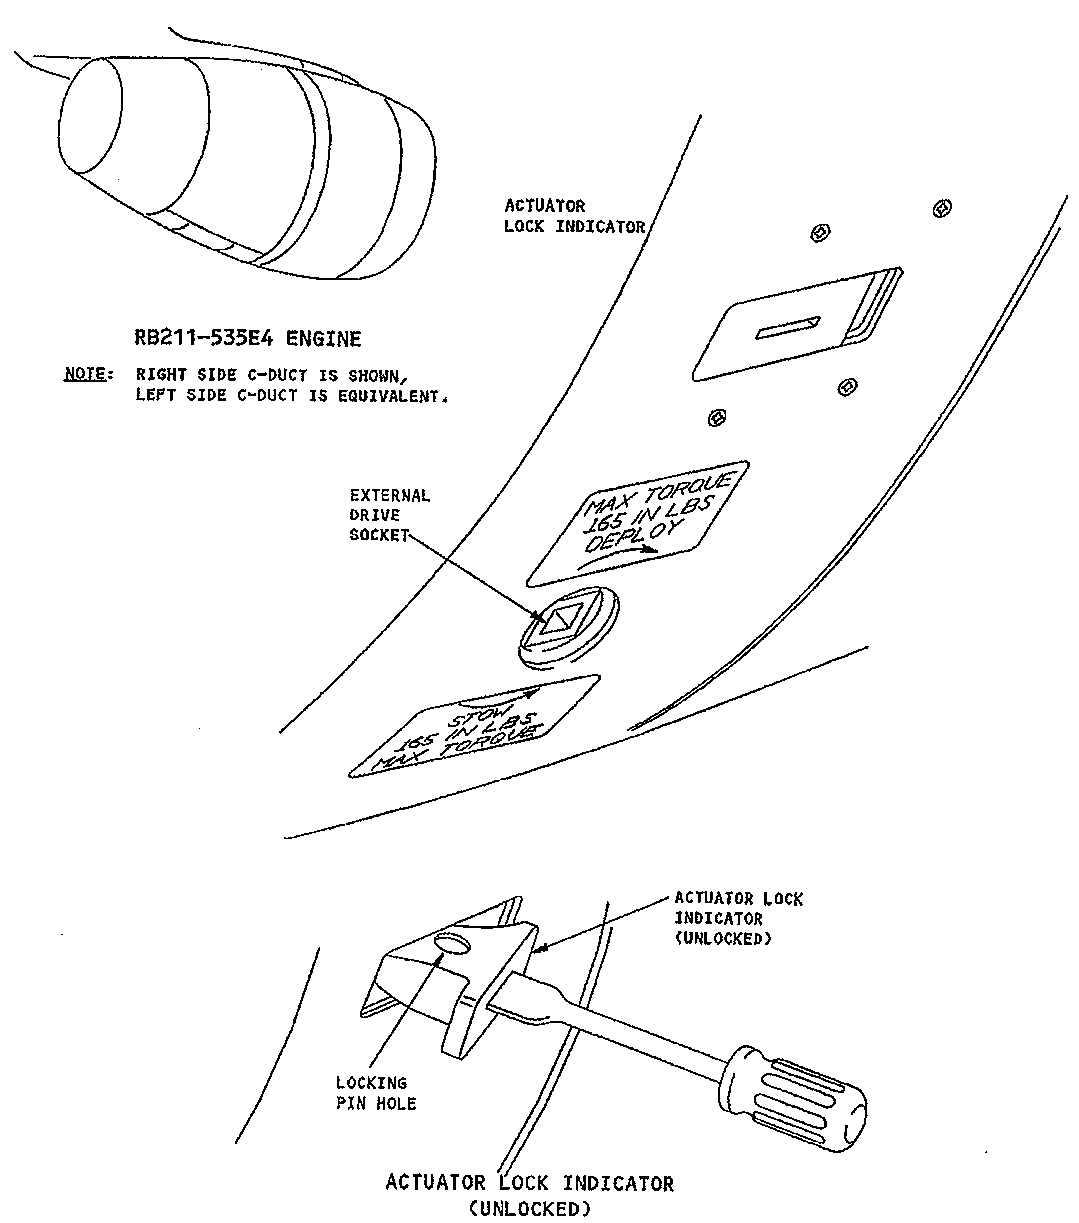 ACTUATOR
LOCK INDICATOR
RB211-535E4 ENGINE
NOTE: RIGHT SIDE C-DUCT IS SHOWN,
LEFT SIDE C-DUCT IS EQUIVALENT.
EXTERNAL
DRIVE
SOCKET
MAX TORQUE
165 IN LBS
DEPLOY
STOW
165 IN LBS
MAX TORQUE
ACTUATOR LOCK
INDICATOR
(UNLOCKED)
LOCKING
PIN HOLE
ACTUATOR LOCK INDICATOR
(UNLOCKED)